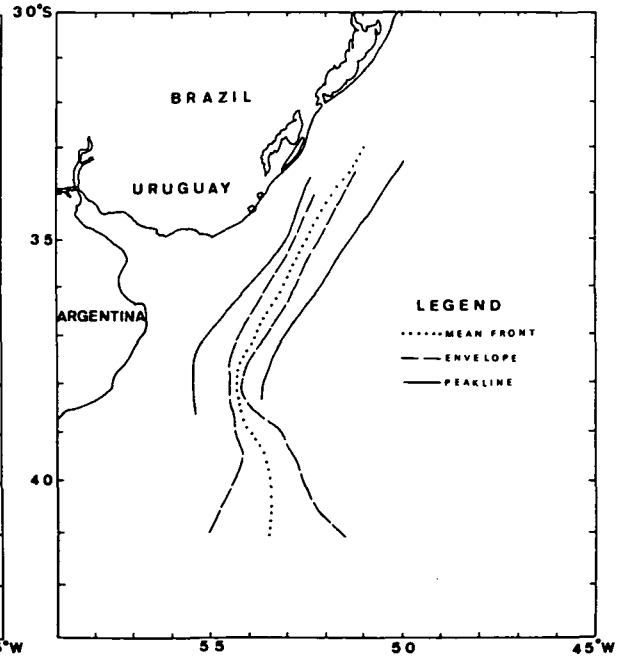 30°S
BRAZIL
URUGUAY
35
ARGENTINA
LEGEND
MEAN FRONT
ENVELOPE
PEAKLINE
40
°W
55
50
45°W